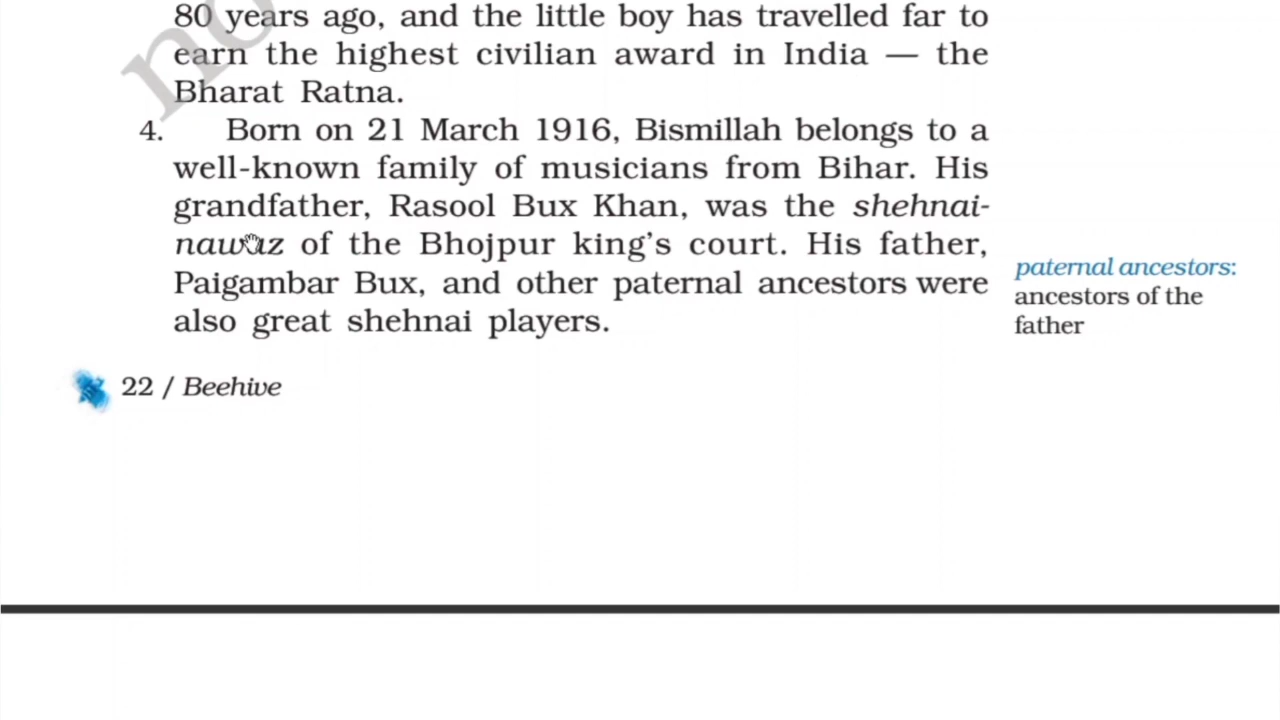 80 years ago, and the little boy has travelled far to
earn the highest civilian award in India — the
Bharat Ratna.
4. Born on 21 March 1916, Bismillah belongs to a
well-known family of musicians from Bihar. His
grandfather, Rasool Bux Khan, was the shehnai-
nawaz of the Bhojpur king's court. His father,
Paigambar Bux, and other paternal ancestors were
also great shehnai players.
paternal ancestors:
ancestors of the
father
22 / Beehive
no